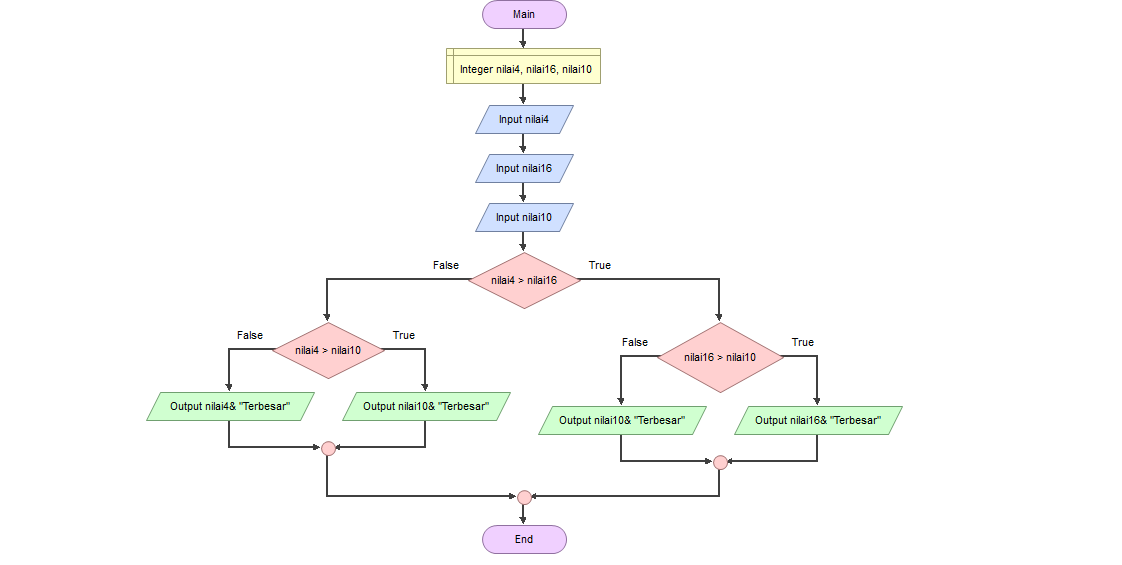 Main
Integer nilai4, nilai16, nilai10
Input nilai4
Input nilai16
Input nilai10
False
True
nilai4 > nilai16
False
True
nilai4 > nilai10
False
True
nilai16 > nilai10
Output nilai4& "Terbesar"
Output nilai10& "Terbesar"
Output nilai10& "Terbesar"
Output nilai16& "Terbesar"
End